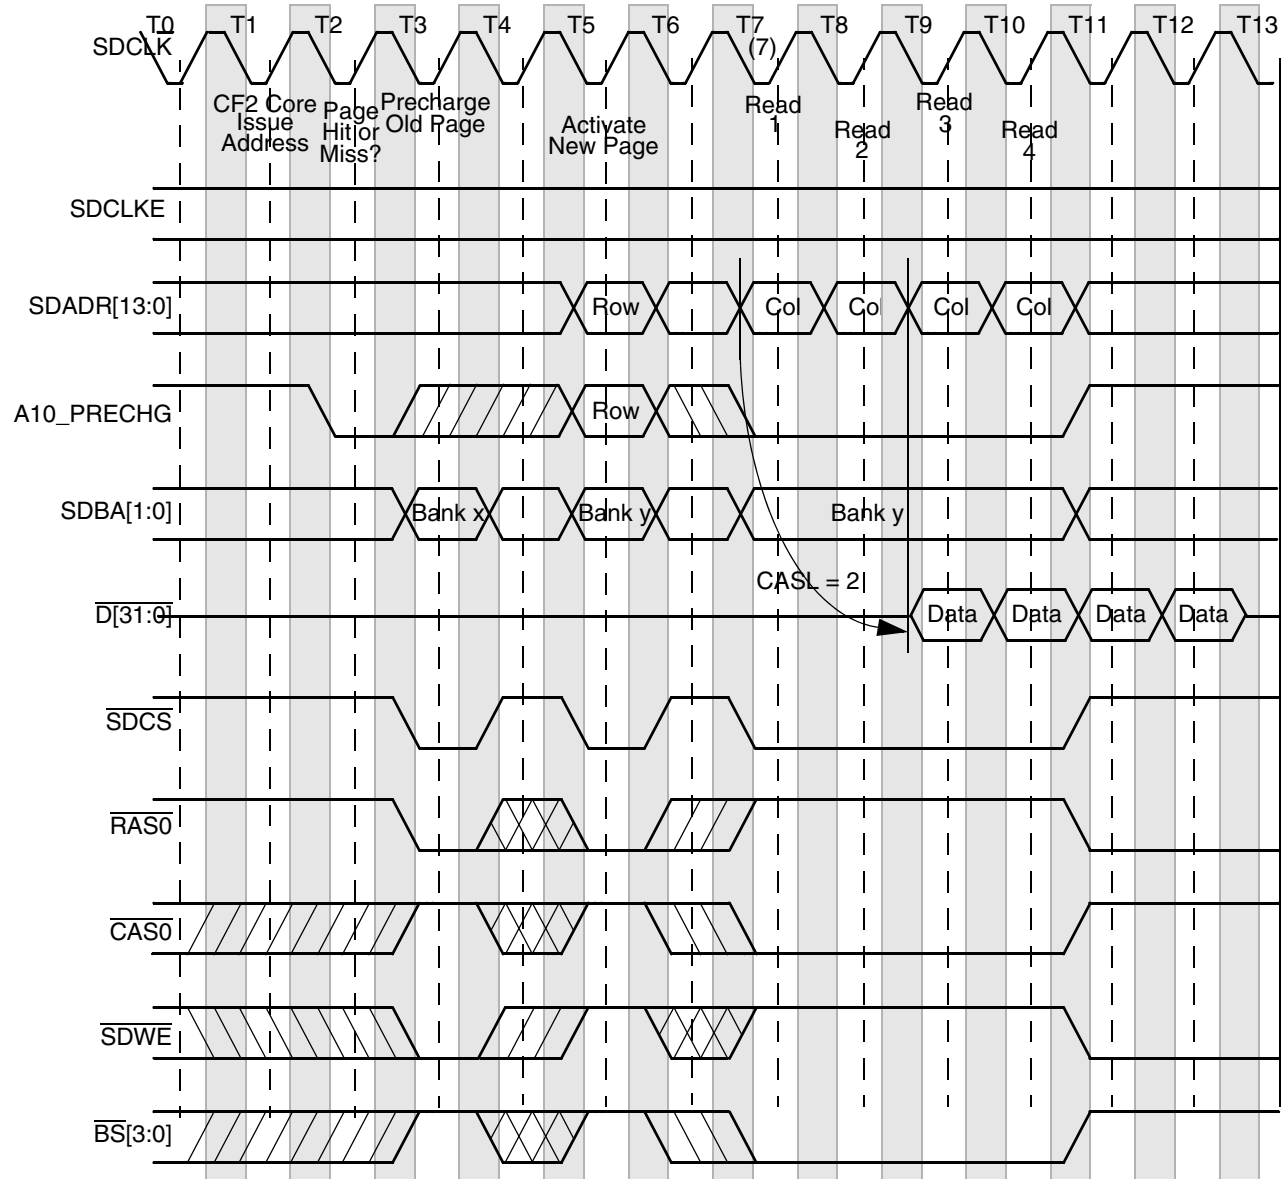 T0 T1 T2 T3 T4 T5 T6 T7 T8 T9 T10 T11 T12 T13
SDCLK
(7)
CF2 Core
Issue
Address
Page
Hit or
Miss?
Precharge
Old Page
Activate
New Page
Read
1
Read
2
Read
3
Read
4
SDCLKE
SDADR[13:0] Row Col Col Col Col
A10_PRECHG Row
SDBA[1:0] Bank x Bank y Bank y
CASL = 2
D[31:0] Data Data Data Data
SDCS
RAS0
CAS0
SDWE
BS[3:0]